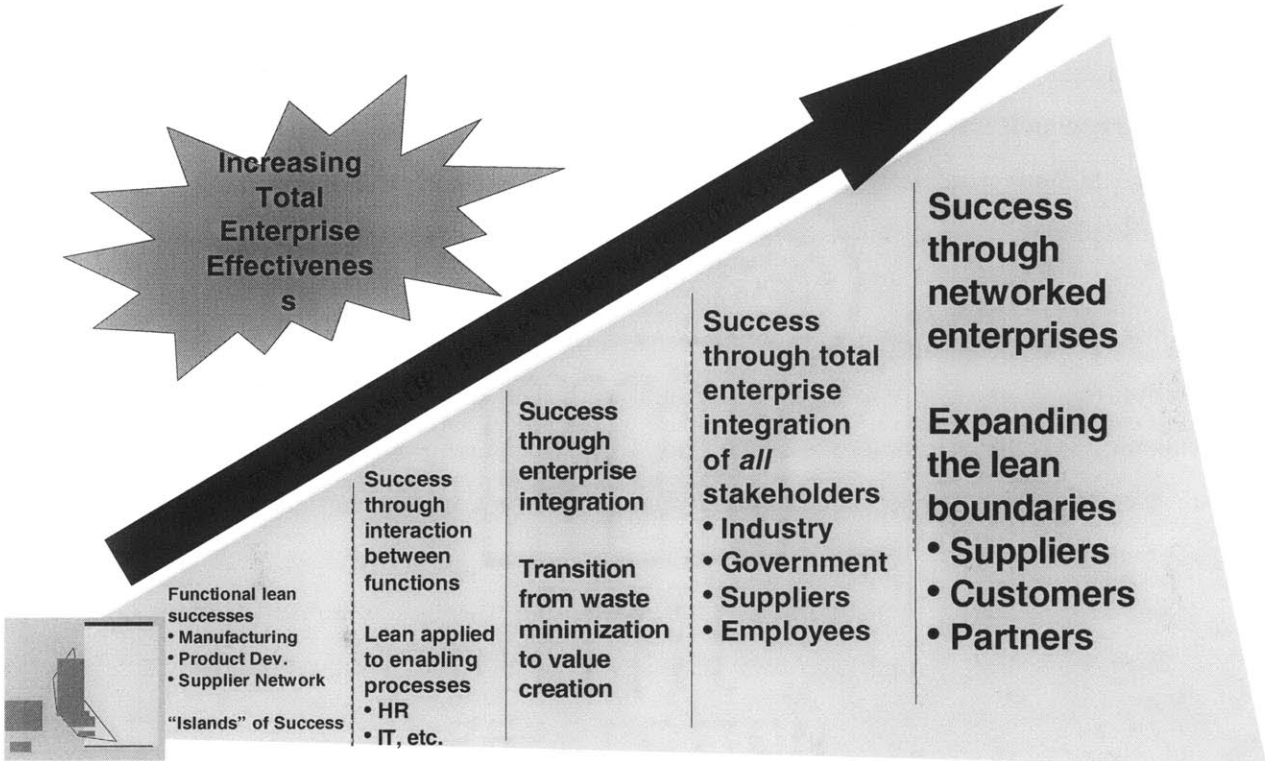 Increasing
Total
Enterprise
Effectivenes
s
Functional lean
successes
• Manufacturing
• Product Dev.
• Supplier Network
“Islands” of Success
Success
through
interaction
between
functions
Lean applied
to enabling
processes
• HR
• IT, etc.
Success
through
enterprise
integration
Transition
from waste
minimization
to value
creation
Success
through total
enterprise
integration
of all
stakeholders
• Industry
• Government
• Suppliers
• Employees
Success
through
networked
enterprises
Expanding
the lean
boundaries
• Suppliers
• Customers
• Partners